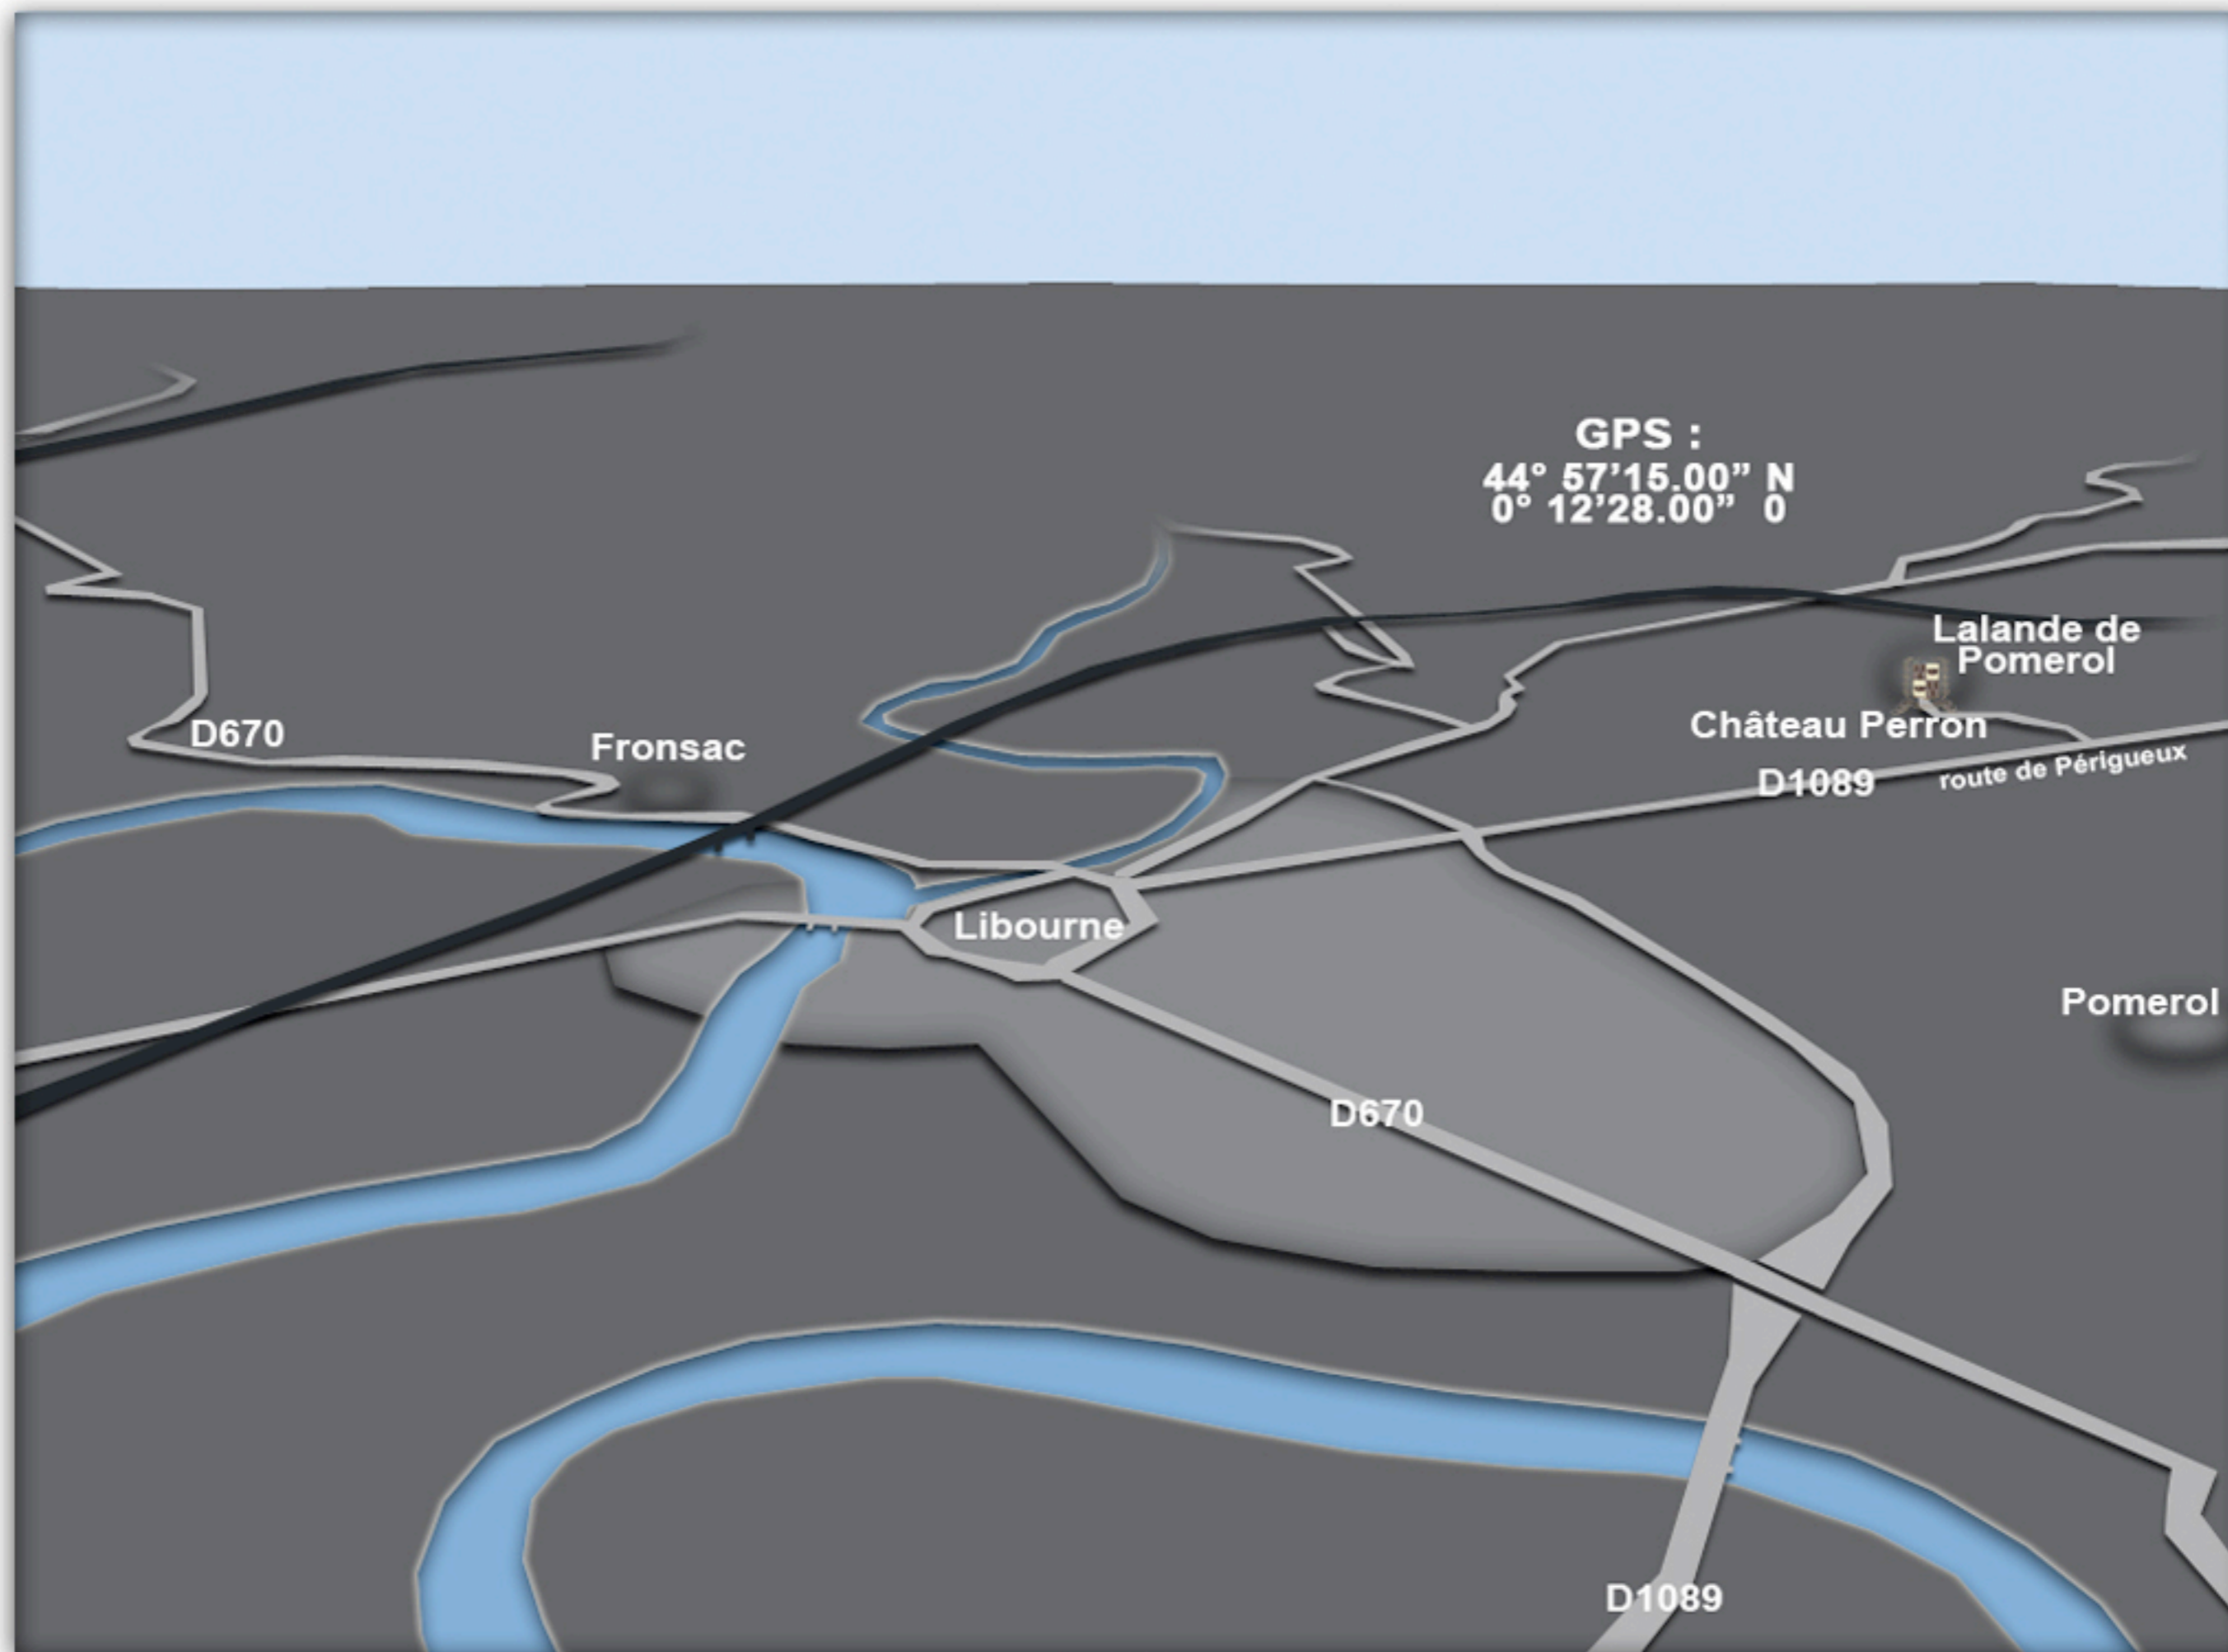 GPS :
44° 57’15.00” N
0° 12’28.00” 0
Lalande de
Pomerol
Château Perron
D670
Fronsac
route de Périgueux
D1089
Libourne
Pomerol
D670
D1089